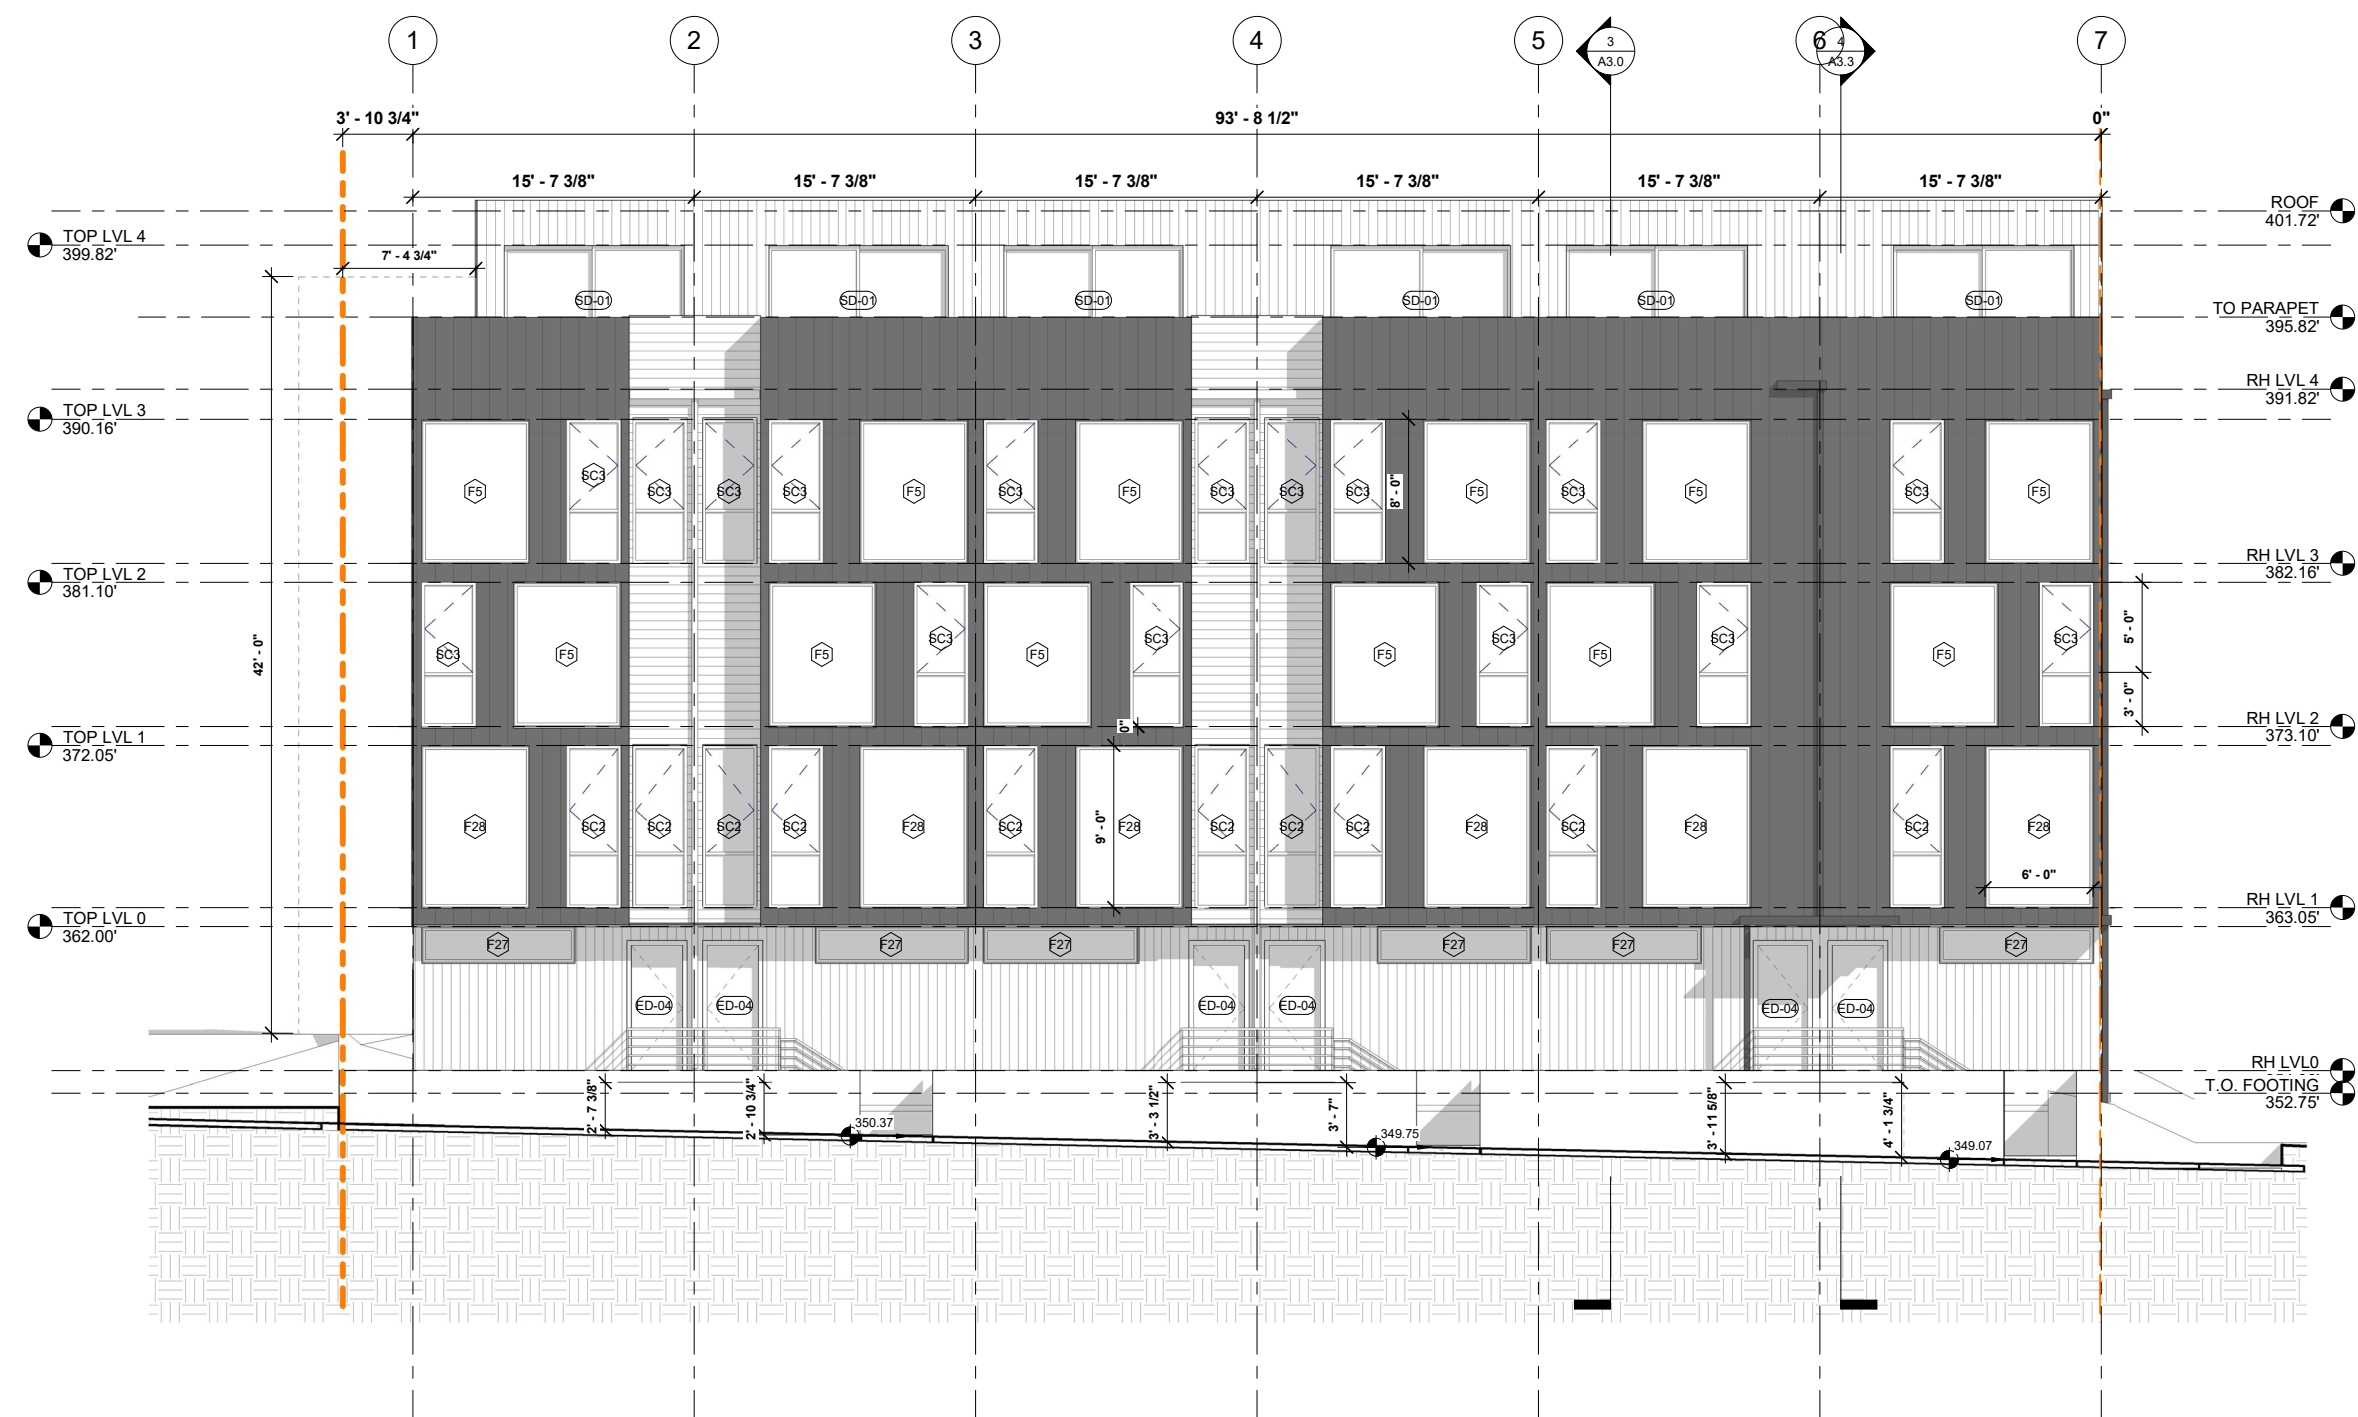 1 2 3 4 5 6 7
3 A3.0
4 A3.3
3' - 10 3/4" 93' - 8 1/2" 0"
15' - 7 3/8" 15' - 7 3/8" 15' - 7 3/8" 15' - 7 3/8" 15' - 7 3/8" 15' - 7 3/8"
ROOF
401.72'
TOP LVL 4
399.82'
7' - 4 3/4"
SD-01 SD-01 SD-01 SD-01 SD-01 SD-01
TO PARAPET
395.82'
RH LVL 4
391.82'
TOP LVL 3
390.16'
F5 SC3 SC3 SC3 SC3 F5 SC3 F5 SC3 SC3 SC3 8' - 0" F5 SC3 F5 SC3 F5
RH LVL 3
382.16'
TOP LVL 2
381.10'
42' - 0"
SC3 F5 F5 SC3 F5 SC3 F5 SC3 F5 SC3 F5 SC3
5' - 0"
3' - 0"
0"
RH LVL 2
373.10'
TOP LVL 1
372.05'
F28 SC2 SC2 SC2 SC2 F28 SC2 9' - 0" F28 SC2 SC2 SC2 F28 SC2 F28 SC2 F28
6' - 0"
RH LVL 1
363.05'
TOP LVL 0
362.00'
F27 F27 F27 F27 F27 F27
ED-04 ED-04 ED-04 ED-04 ED-04 ED-04
RH LVL0
T.O. FOOTING
352.75'
2' - 7 3/8" 2' - 10 3/4" 3' - 3 1/2" 3' - 7" 3' - 11 5/8" 4' - 1 3/4"
350.37 349.75 349.07